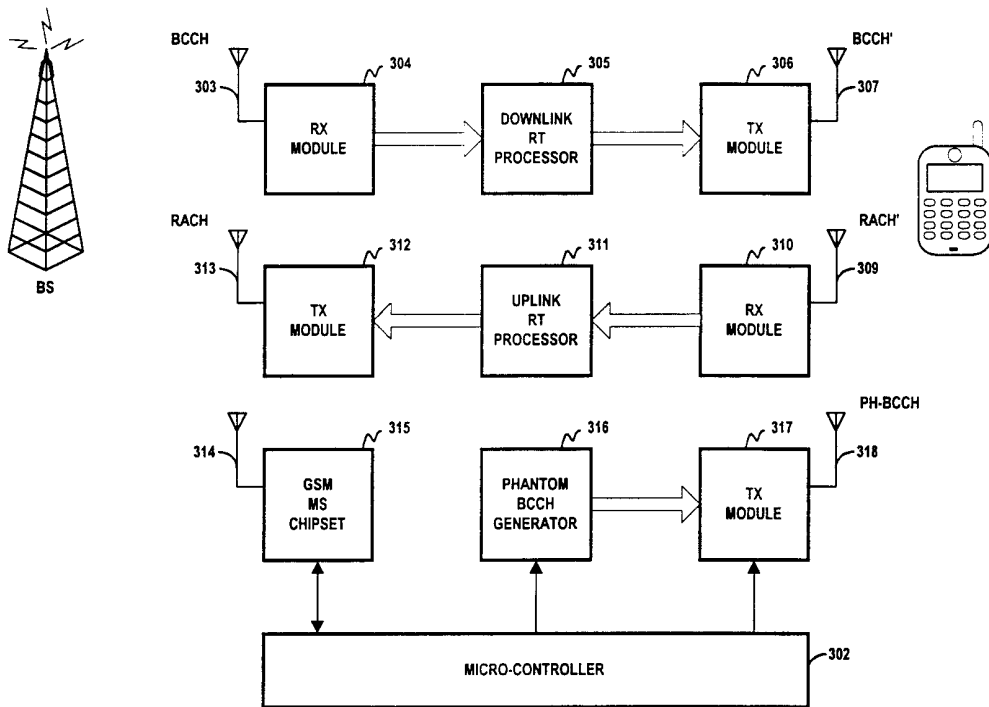 BCCH
303
304
RX
MODULE
305
DOWNLINK
RT
PROCESSOR
306
TX
MODULE
BCCH'
307
BS
RACH
313
312
TX
MODULE
311
UPLINK
RT
PROCESSOR
310
RX
MODULE
RACH'
309
314
315
GSM
MS
CHIPSET
316
PHANTOM
BCCH
GENERATOR
317
TX
MODULE
PH-BCCH
318
MICRO-CONTROLLER
302